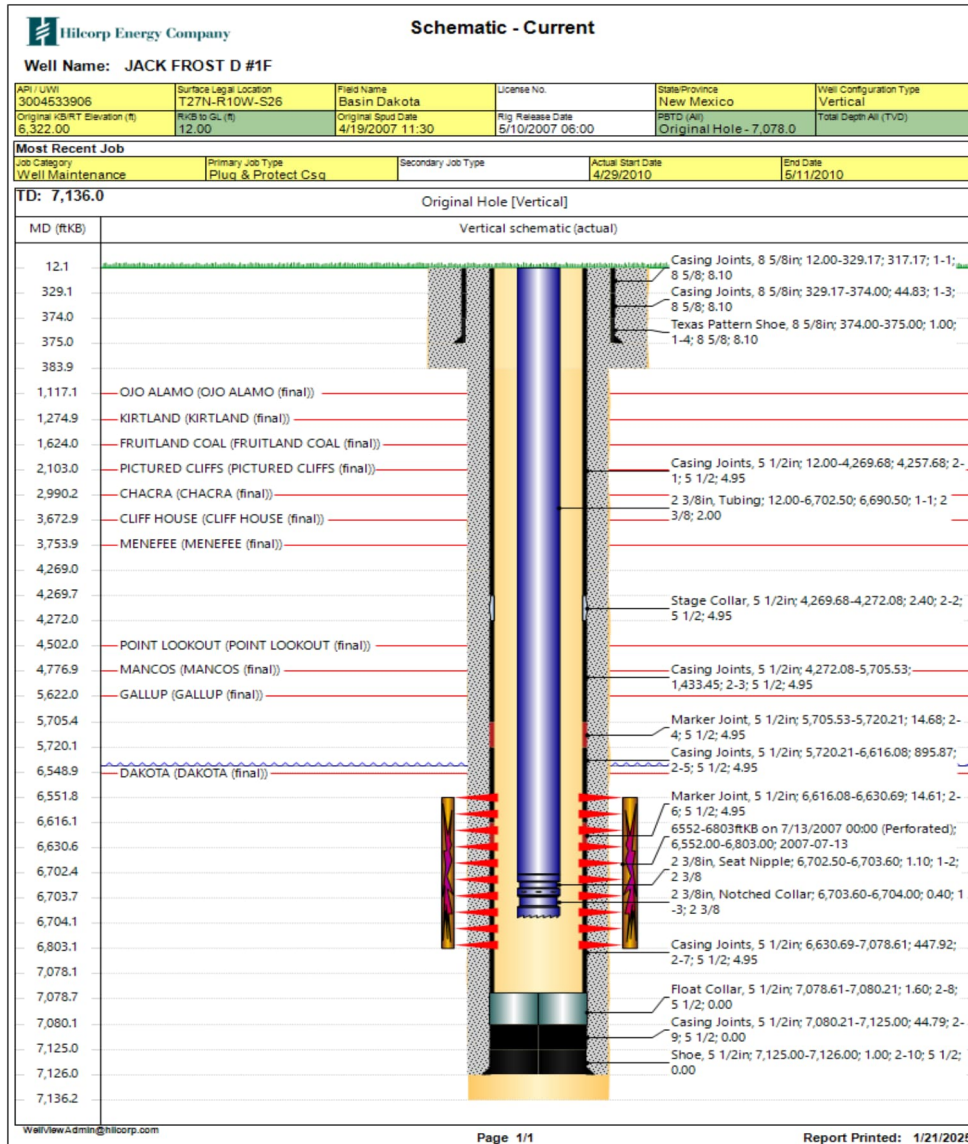 Hilcorp Energy Company
Schematic - Current
Well Name: JACK FROST D #1F
API / UWI
3004533906
Surface Legal Location
T27N-R10W-S26
Field Name
Basin Dakota
License No.
State/Province
New Mexico
Well Configuration Type
Vertical
Original KB/RT Elevation (ft)
6,322.00
RKB to GL (ft)
12.00
Original Spud Date
4/19/2007 11:30
Rig Release Date
5/10/2007 06:00
PBTD (All)
Original Hole - 7,078.0
Total Depth All (TVD)
Most Recent Job
Job Category
Well Maintenance
Primary Job Type
Plug & Protect Csg
Secondary Job Type
Actual Start Date
4/29/2010
End Date
5/11/2010
TD: 7,136.0
Original Hole [Vertical]
MD (ftKB)
Vertical schematic (actual)
12.1
329.1
374.0
375.0
383.9
1,117.1
1,274.9
1,624.0
2,103.0
2,990.2
3,672.9
3,753.9
4,269.0
4,269.7
4,272.0
4,502.0
4,776.9
5,622.0
5,705.4
5,720.1
6,548.9
6,551.8
6,616.1
6,630.6
6,702.4
6,703.7
6,704.1
6,803.1
7,078.1
7,078.7
7,080.1
7,125.0
7,126.0
7,136.2
OJO ALAMO (OJO ALAMO (final))
KIRTLAND (KIRTLAND (final))
FRUITLAND COAL (FRUITLAND COAL (final))
PICTURED CLIFFS (PICTURED CLIFFS (final))
CHACRA (CHACRA (final))
CLIFF HOUSE (CLIFF HOUSE (final))
MENEFEE (MENEFEE (final))
POINT LOOKOUT (POINT LOOKOUT (final))
MANCOS (MANCOS (final))
GALLUP (GALLUP (final))
DAKOTA (DAKOTA (final))
Casing Joints, 8 5/8in; 12.00-329.17; 317.17; 1-1;
8 5/8; 8.10
Casing Joints, 8 5/8in; 329.17-374.00; 44.83; 1-3;
8 5/8; 8.10
Texas Pattern Shoe, 8 5/8in; 374.00-375.00; 1.00;
1-4; 8 5/8; 8.10
Casing Joints, 5 1/2in; 12.00-4,269.68; 4,257.68; 2-
1; 5 1/2; 4.95
2 3/8in, Tubing; 12.00-6,702.50; 6,690.50; 1-1; 2
3/8; 2.00
Stage Collar, 5 1/2in; 4,269.68-4,272.08; 2.40; 2-2;
5 1/2; 4.95
Casing Joints, 5 1/2in; 4,272.08-5,705.53;
1,433.45; 2-3; 5 1/2; 4.95
Marker Joint, 5 1/2in; 5,705.53-5,720.21; 14.68; 2-
4; 5 1/2; 4.95
Casing Joints, 5 1/2in; 5,720.21-6,616.08; 895.87;
2-5; 5 1/2; 4.95
Marker Joint, 5 1/2in; 6,616.08-6,630.69; 14.61; 2-
6; 5 1/2; 4.95
6552-6803ftKB on 7/13/2007 00:00 (Perforated);
6,552.00-6,803.00; 2007-07-13
2 3/8in, Seat Nipple; 6,702.50-6,703.60; 1.10; 1-2;
2 3/8
2 3/8in, Notched Collar; 6,703.60-6,704.00; 0.40; 1
-3; 2 3/8
Casing Joints, 5 1/2in; 6,630.69-7,078.61; 447.92;
2-7; 5 1/2; 4.95
Float Collar, 5 1/2in; 7,078.61-7,080.21; 1.60; 2-8;
5 1/2; 0.00
Casing Joints, 5 1/2in; 7,080.21-7,125.00; 44.79; 2-
9; 5 1/2; 0.00
Shoe, 5 1/2in; 7,125.00-7,126.00; 1.00; 2-10; 5 1/2;
0.00
WellViewAdmin@hilcorp.com
Page 1/1
Report Printed: 1/21/2025